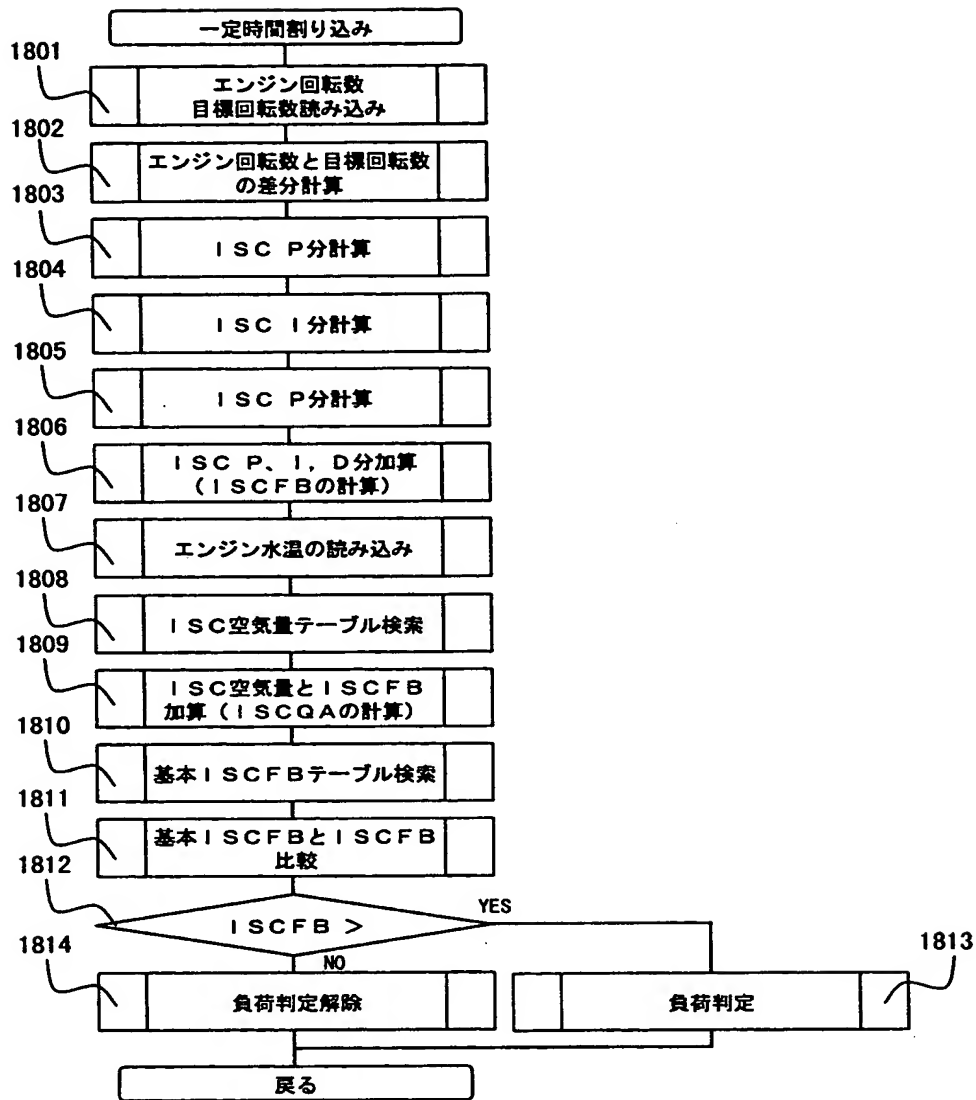 一定時間割り込み
1801
エンジン回転数
目標回転数読み込み
1802
エンジン回転数と目標回転数
の差分計算
1803
ISC P分計算
1804
ISC I分計算
1805
ISC P分計算
1806
ISC P、I,D分加算
(ISCFBの計算)
1807
エンジン水温の読み込み
1808
ISC空気量テーブル検索
1809
ISC空気量とISCFB
加算(ISCQAの計算)
1810
基本ISCFBテーブル検索
1811
基本ISCFBとISCFB
比較
1812
ISCFB >
YES
NO
1814
負荷判定解除
負荷判定
1813
戻る